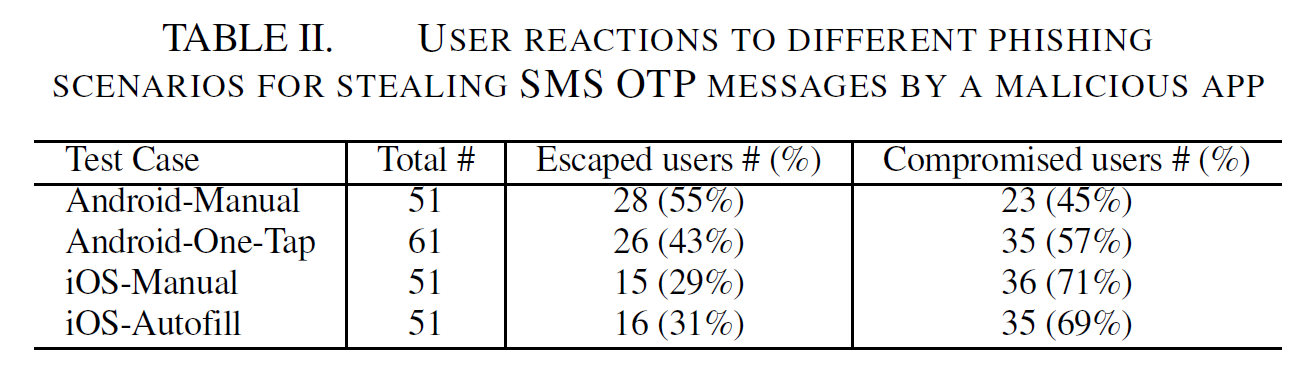 TABLE II. USER REACTIONS TO DIFFERENT PHISHING
SCENARIOS FOR STEALING SMS OTP MESSAGES BY A MALICIOUS APP
Test Case Total # Escaped users # (%) Compromised users # (%)
Android-Manual 51 28 (55%) 23 (45%)
Android-One-Tap 61 26 (43%) 35 (57%)
iOS-Manual 51 15 (29%) 36 (71%)
iOS-Autofill 51 16 (31%) 35 (69%)